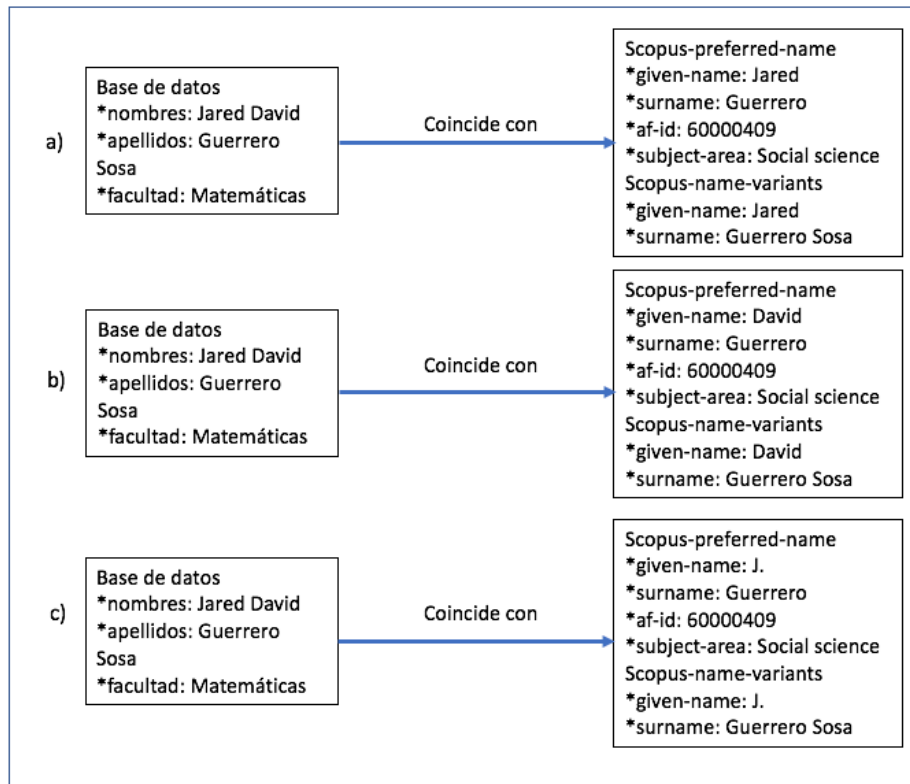 a)
Base de datos
*nombres: Jared David
*apellidos: Guerrero
Sosa
*facultad: Matemáticas
Coincide con
Scopus-preferred-name
*given-name: Jared
*surname: Guerrero
*af-id: 60000409
*subject-area: Social science
Scopus-name-variants
*given-name: Jared
*surname: Guerrero Sosa
b)
Base de datos
*nombres: Jared David
*apellidos: Guerrero
Sosa
*facultad: Matemáticas
Coincide con
Scopus-preferred-name
*given-name: David
*surname: Guerrero
*af-id: 60000409
*subject-area: Social science
Scopus-name-variants
*given-name: David
*surname: Guerrero Sosa
c)
Base de datos
*nombres: Jared David
*apellidos: Guerrero
Sosa
*facultad: Matemáticas
Coincide con
Scopus-preferred-name
*given-name: J.
*surname: Guerrero
*af-id: 60000409
*subject-area: Social science
Scopus-name-variants
*given-name: J.
*surname: Guerrero Sosa